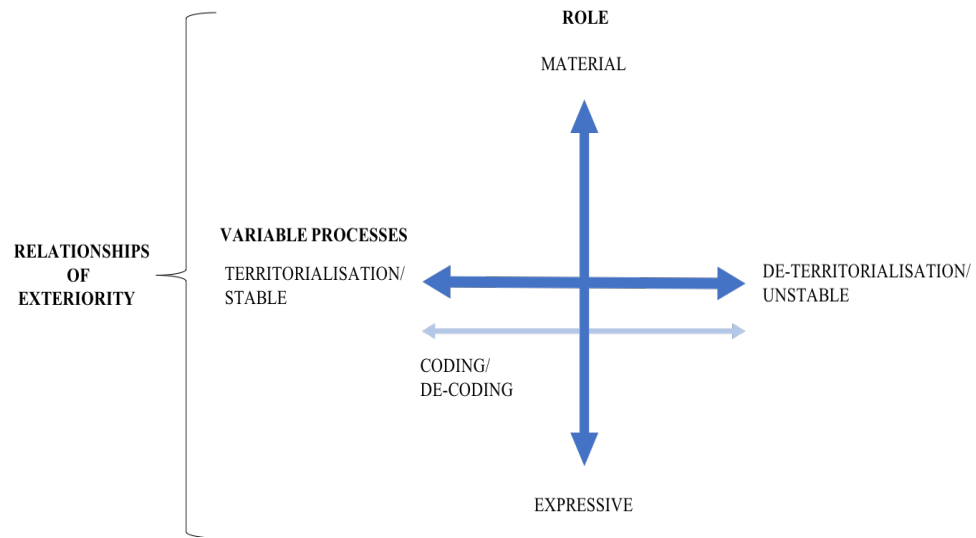 ROLE
MATERIAL
RELATIONSHIPS
OF
EXTERIORITY
VARIABLE PROCESSES
TERRITORIALISATION/
STABLE
DE-TERRITORIALISATION/
UNSTABLE
CODING/
DE-CODING
EXPRESSIVE